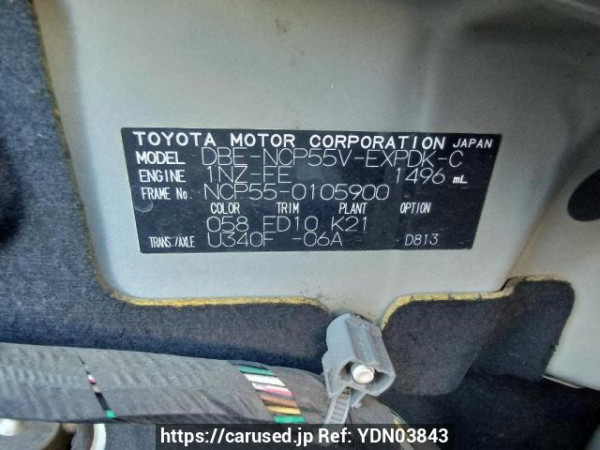 TOYOTA MOTOR CORPORATION JAPAN
MODEL DBE-NCP55V-EXPDK-C
ENGINE 1NZ-FE 1496 mL
FRAME No. NCP55-0105900
COLOR TRIM PLANT OPTION
058 FD10 K21
TRANS./AXLE U340F -06A D813
https://carused.jp Ref: YDN03843